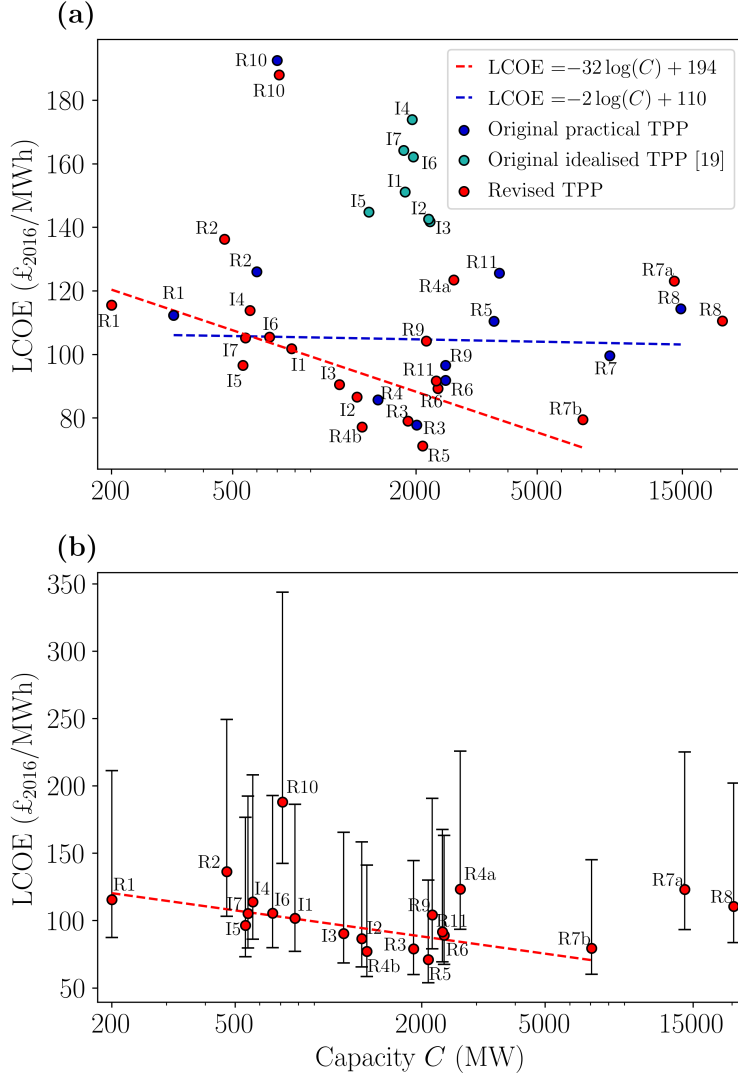 (a)
LCOE (£2016/MWh)
180
160
140
120
100
80
200
500
2000
5000
15000
LCOE =−32 log(C) + 194
LCOE =−2 log(C) + 110
Original practical TPP
Original idealised TPP [19]
Revised TPP
R10
R10
I4
I7
I6
I1
I5
I2
I3
R2
R2
R11
R4a
R7a
R1
R1
I4
R5
R8
R8
I6
R9
I7
I1
R9
R7
I5
I3
R11
R6
R4
R6
I2
R3
R7b
R4b
R3
R5
(b)
LCOE (£2016/MWh)
350
300
250
200
150
100
50
R10
R2
R1
R4a
R7a
I4
I7
I6
I1
R9
R8
I5
I3
I2
R11
R3
R6
R7b
R4b
R5
200
500
2000
5000
15000
Capacity C (MW)